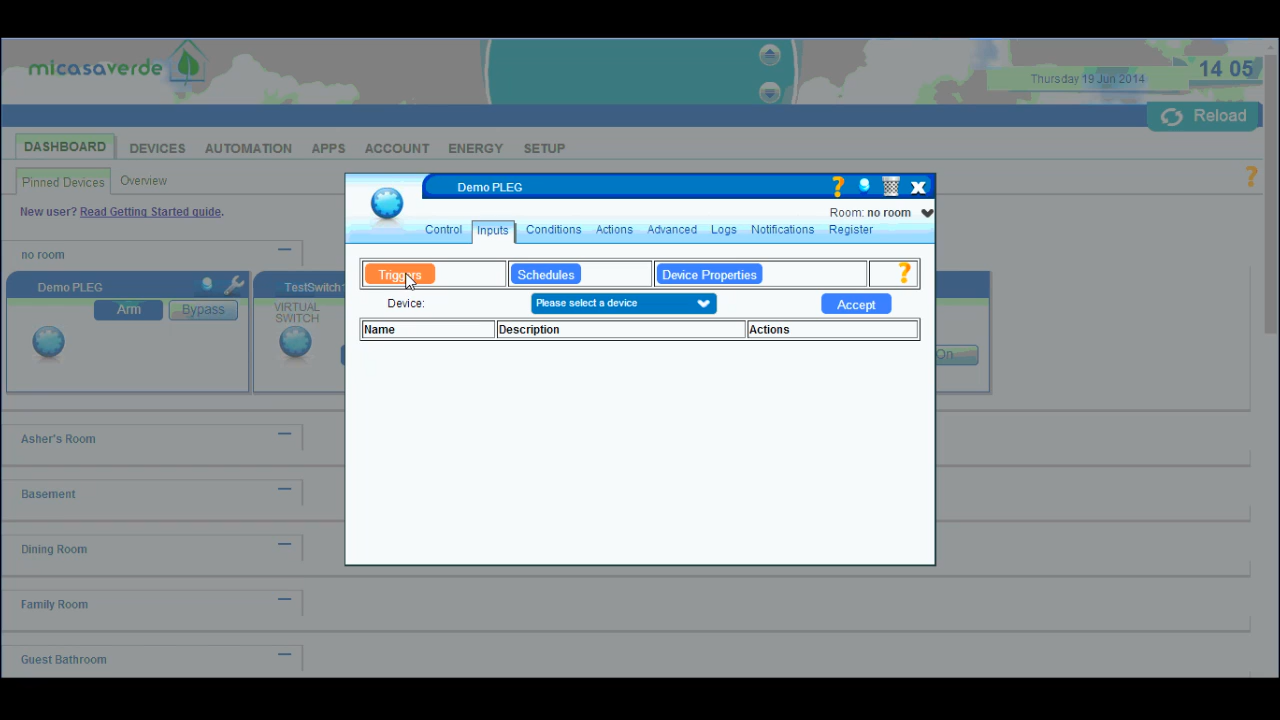 micasaverde
Thursday 19 Jun 2014
14 05
Reload
DASHBOARD DEVICES AUTOMATION APPS ACCOUNT ENERGY SETUP
Pinned Devices Overview
?
New user? Read Getting Started guide.
no room
Demo PLEG
Arm Bypass
TestSwitch1
VIRTUAL
SWITCH
On
Asher's Room
Basement
Dining Room
Family Room
Guest Bathroom
Demo PLEG
?
X
Room: no room
Control Inputs Conditions Actions Advanced Logs Notifications Register
Triggers Schedules Device Properties ?
Device: Please select a device Accept
Name Description Actions